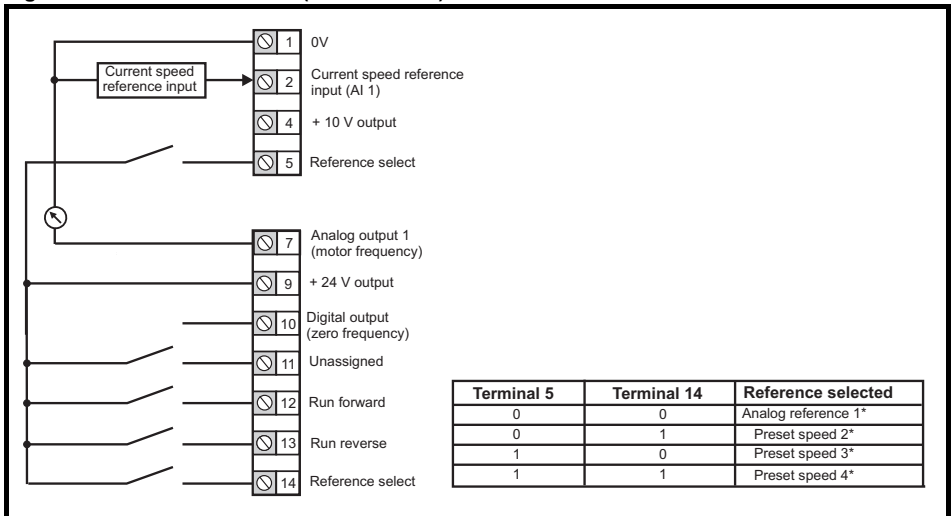 1 0V
Current speed
reference input
2 Current speed reference
input (AI 1)
4 + 10 V output
5 Reference select
7 Analog output 1
(motor frequency)
9 + 24 V output
10 Digital output
(zero frequency)
11 Unassigned
12 Run forward
13 Run reverse
14 Reference select
Terminal 5 Terminal 14 Reference selected
0 0 Analog reference 1*
0 1 Preset speed 2*
1 0 Preset speed 3*
1 1 Preset speed 4*